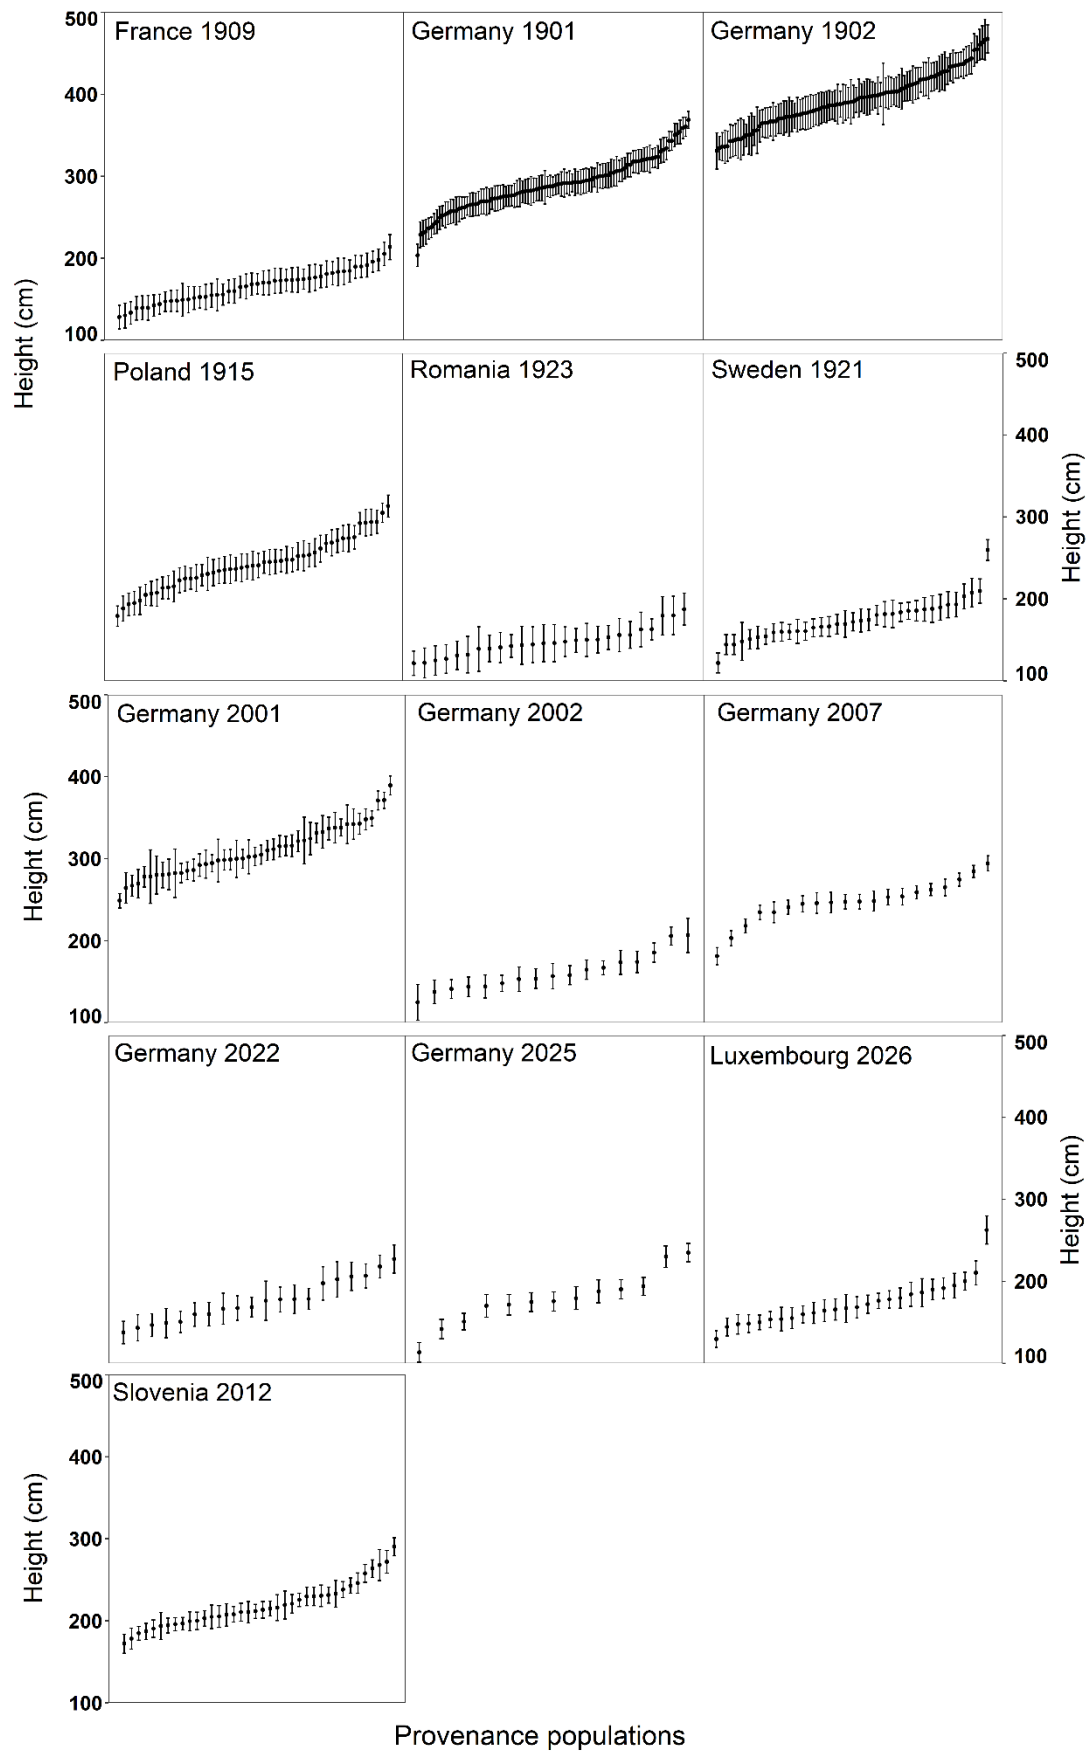 500
France 1909
Germany 1901
Germany 1902
400
300
200
100
Height (cm)
Poland 1915
Romania 1923
Sweden 1921
500
400
300
200
100
Height (cm)
500
Germany 2001
Germany 2002
Germany 2007
400
300
200
100
Height (cm)
Germany 2022
Germany 2025
Luxembourg 2026
500
400
300
200
100
Height (cm)
500
Slovenia 2012
400
300
200
100
Height (cm)
Provenance populations